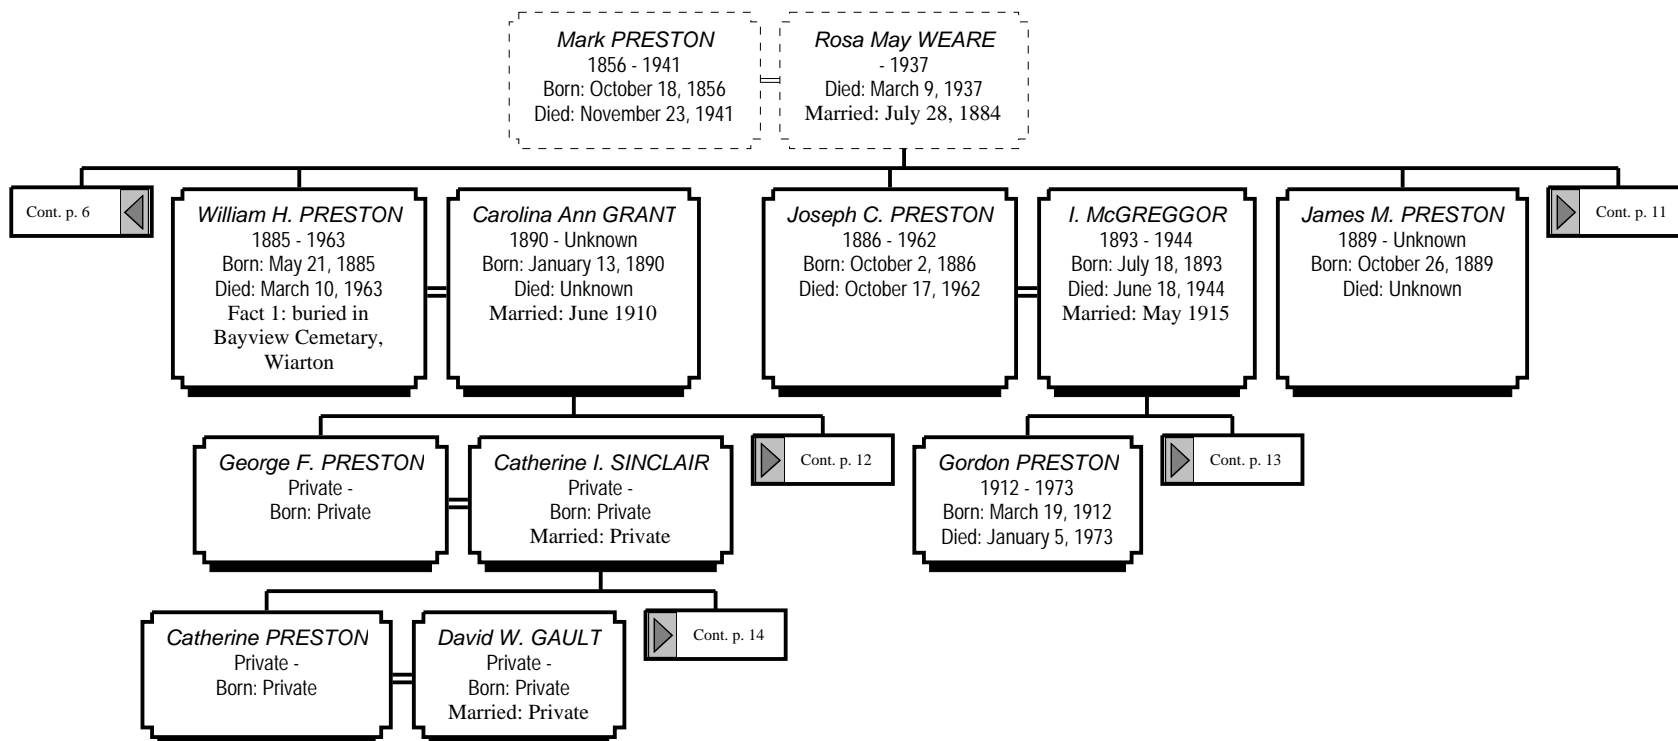 Mark PRESTON
1856 - 1941
Born: October 18, 1856
Died: November 23, 1941
Rosa May WEARE
- 1937
Died: March 9, 1937
Married: July 28, 1884
Cont. p. 6
William H. PRESTON
1885 - 1963
Born: May 21, 1885
Died: March 10, 1963
Fact 1: buried in
Bayview Cemetary,
Wiarton
Carolina Ann GRANT
1890 - Unknown
Born: January 13, 1890
Died: Unknown
Married: June 1910
Joseph C. PRESTON
1886 - 1962
Born: October 2, 1886
Died: October 17, 1962
I. McGREGGOR
1893 - 1944
Born: July 18, 1893
Died: June 18, 1944
Married: May 1915
James M. PRESTON
1889 - Unknown
Born: October 26, 1889
Died: Unknown
Cont. p. 11
George F. PRESTON
Private -
Born: Private
Catherine I. SINCLAIR
Private -
Born: Private
Married: Private
Cont. p. 12
Gordon PRESTON
1912 - 1973
Born: March 19, 1912
Died: January 5, 1973
Cont. p. 13
Catherine PRESTON
Private -
Born: Private
David W. GAULT
Private -
Born: Private
Married: Private
Cont. p. 14